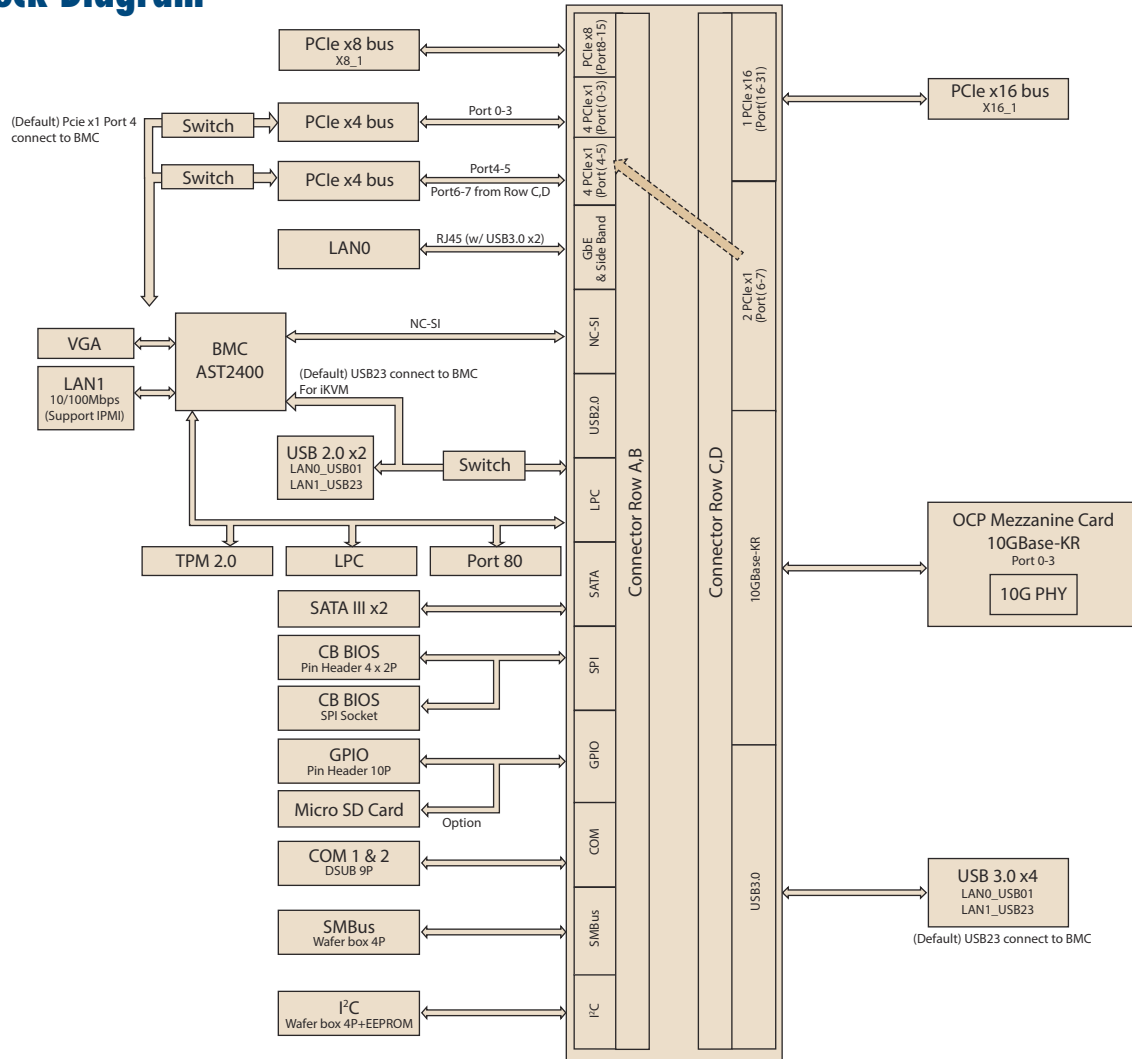 PCIe x8 bus
X8_1
(Default) Pcie x1 Port 4
connect to BMC
Switch
PCIe x4 bus
Port 0-3
Switch
PCIe x4 bus
Port4-5
Port6-7 from Row C,D
LAN0
RJ45 (w/ USB3.0 x2)
VGA
BMC
AST2400
NC-SI
LAN1
10/100Mbps
(Support IPMI)
(Default) USB23 connect to BMC
For iKVM
USB 2.0 x2
LAN0_USB01
LAN1_USB23
Switch
TPM 2.0
LPC
Port 80
SATA III x2
CB BIOS
Pin Header 4 x 2P
CB BIOS
SPI Socket
GPIO
Pin Header 10P
Micro SD Card
Option
COM 1 & 2
DSUB 9P
SMBus
Wafer box 4P
I²C
Wafer box 4P+EEPROM
PCIe x8
(Port8-15)
4 PCIe x1
(Port(0-3)
4 PCIe x1
(Port( 4-5)
GbE
& Side Band
NC-SI
USB2.0
LPC
SATA
SPI
GPIO
COM
SMBus
I²C
Connector Row A,B
Connector Row C,D
1 PCIe x16
(Port(16-31)
2 PCIe x1
(Port( 6-7)
10GBase-KR
USB3.0
PCIe x16 bus
X16_1
OCP Mezzanine Card
10GBase-KR
Port 0-3
10G PHY
USB 3.0 x4
LAN0_USB01
LAN1_USB23
(Default) USB23 connect to BMC